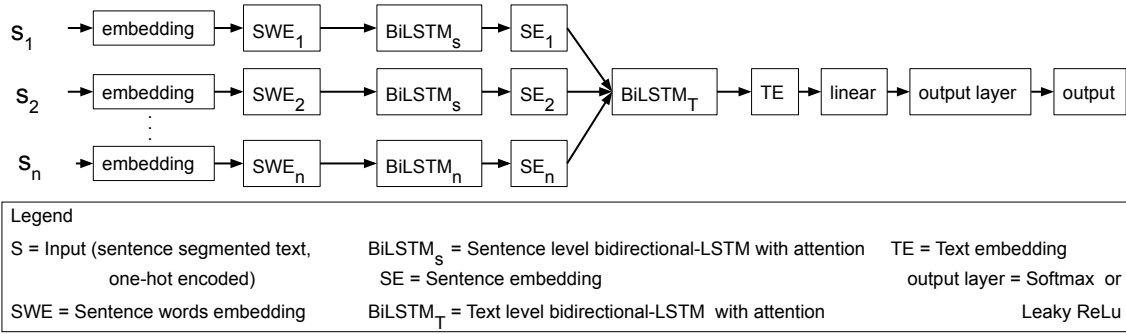 s1 embedding SWE1 BiLSTMs SE1
s2 embedding SWE2 BiLSTMs SE2 BiLSTMT TE linear output layer output
sn embedding SWEn BiLSTMn SEn
Legend
S = Input (sentence segmented text, BiLSTMs = Sentence level bidirectional-LSTM with attention TE = Text embedding
one-hot encoded) SE = Sentence embedding output layer = Softmax or
SWE = Sentence words embedding BiLSTMT = Text level bidirectional-LSTM with attention Leaky ReLu